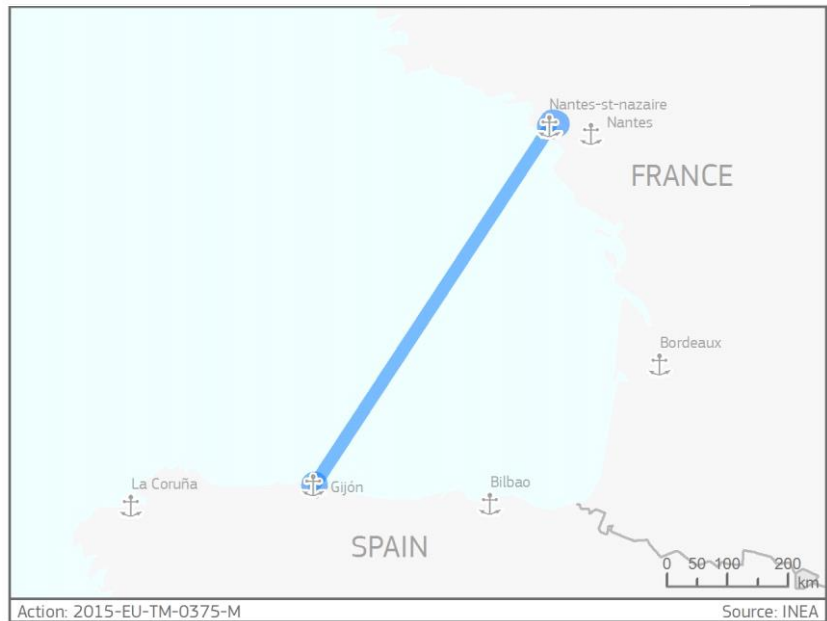 Nantes-st-nazaire
Nantes
FRANCE
Bordeaux
La Coruña
Gijón
Bilbao
SPAIN
0 50 100 200
km
Action: 2015-EU-TM-0375-M
Source: INEA